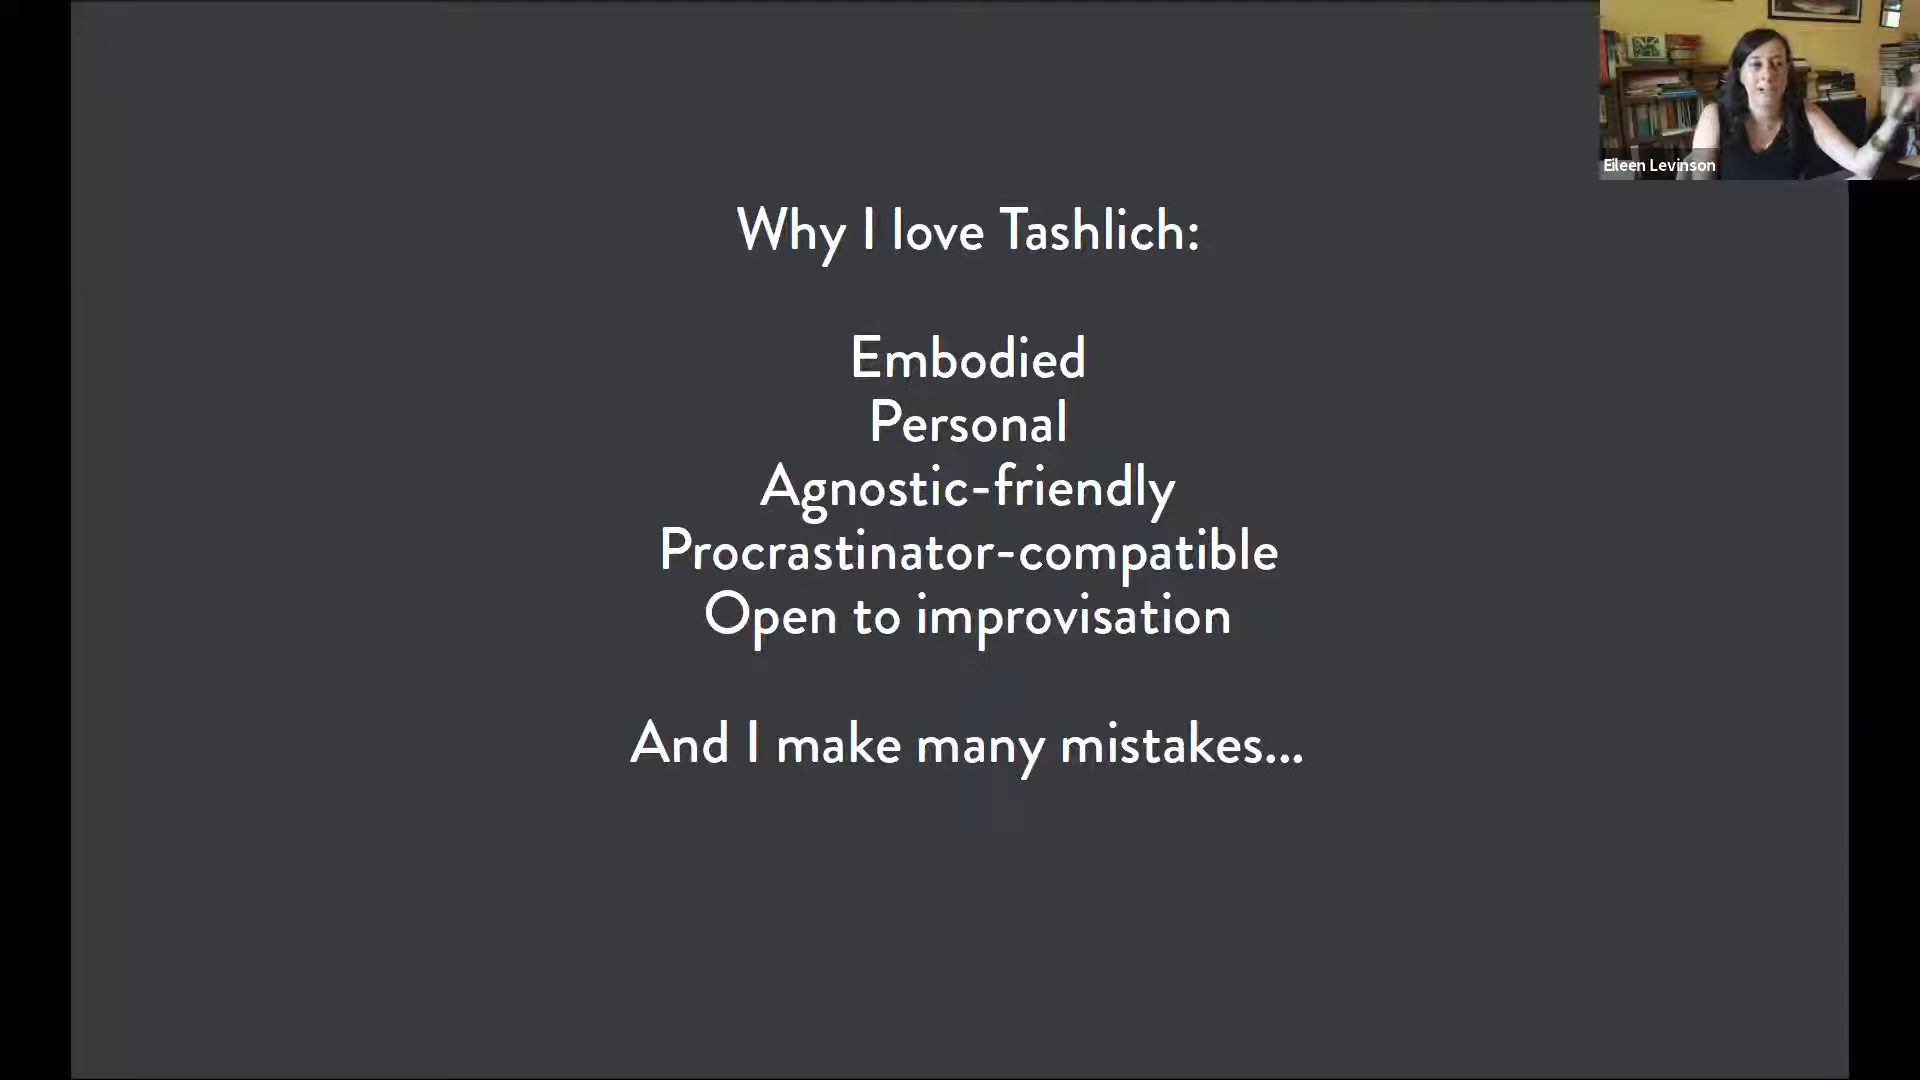 Eileen Levinson
Why I love Tashlich:
Embodied
Personal
Agnostic-friendly
Procrastinator-compatible
Open to improvisation
And I make many mistakes...